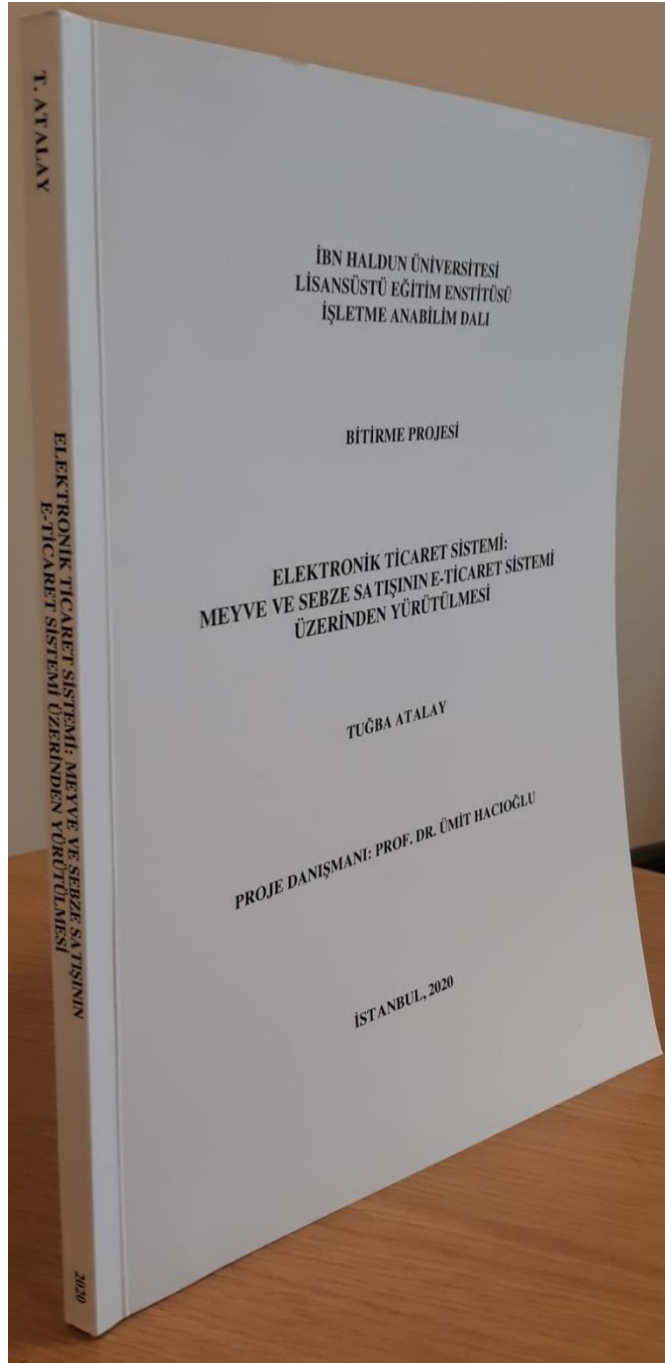 T. ATALAY
ELEKTRONİK TİCARET SİSTEMİ: MEYVE VE SEBZE SATIŞININ
E-TİCARET SİSTEMİ ÜZERİNDEN YÜRÜTÜLMESİ
2020
İBN HALDUN ÜNİVERSİTESİ
LİSANSÜSTÜ EĞİTİM ENSTİTÜSÜ
İŞLETME ANABİLİM DALI
BİTİRME PROJESİ
ELEKTRONİK TİCARET SİSTEMİ:
MEYVE VE SEBZE SATIŞININ E-TİCARET SİSTEMİ
ÜZERİNDEN YÜRÜTÜLMESİ
TUĞBA ATALAY
PROJE DANIŞMANI: PROF. DR. ÜMİT HACIOĞLU
İSTANBUL, 2020